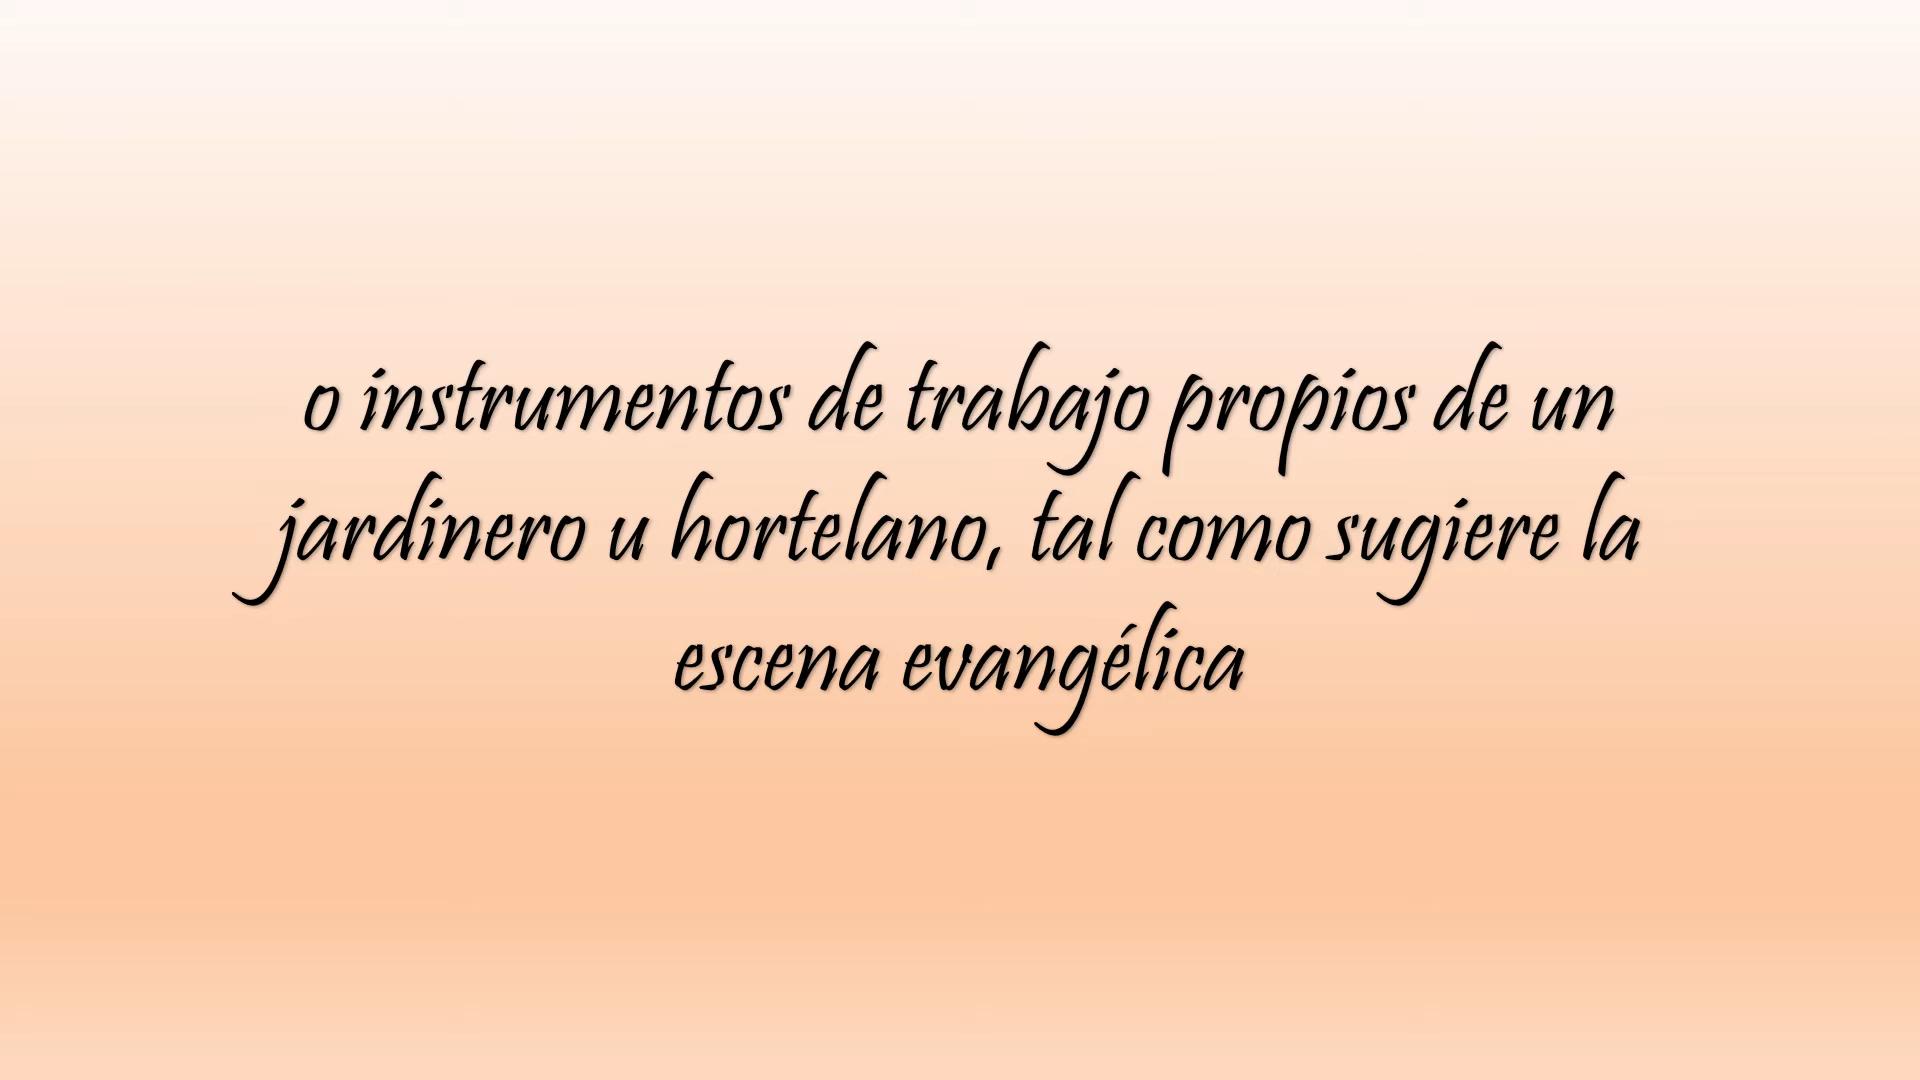 o instrumentos de trabajo propios de un
jardinero u hortelano, tal como sugiere la
escena evangélica